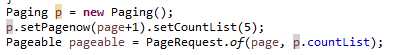 Paging p = new Paging();
p.setPagenow(page+1).setCountList(5);
Pageable pageable = PageRequest.of(page, p.countList);